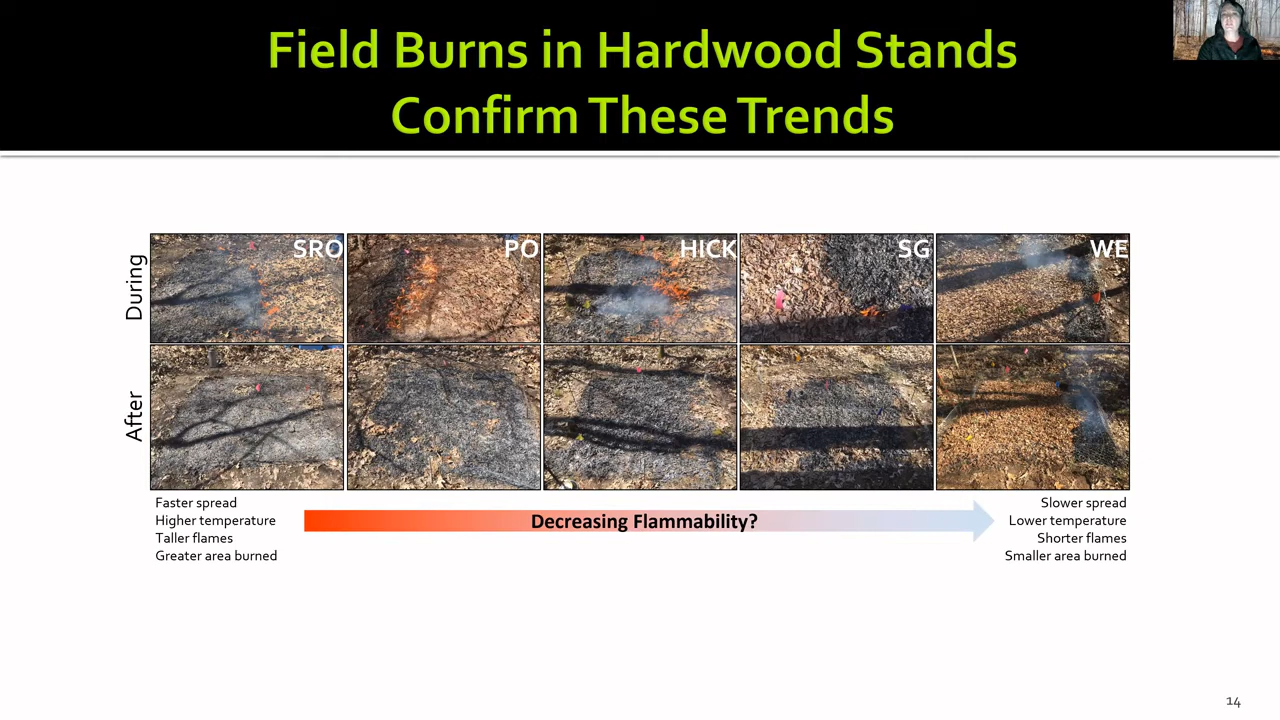 Field Burns in Hardwood Stands
Confirm These Trends
During
SRO
PO
HICK
SG
WE
After
Faster spread
Higher temperature
Taller flames
Greater area burned
Decreasing Flammability?
Slower spread
Lower temperature
Shorter flames
Smaller area burned
14